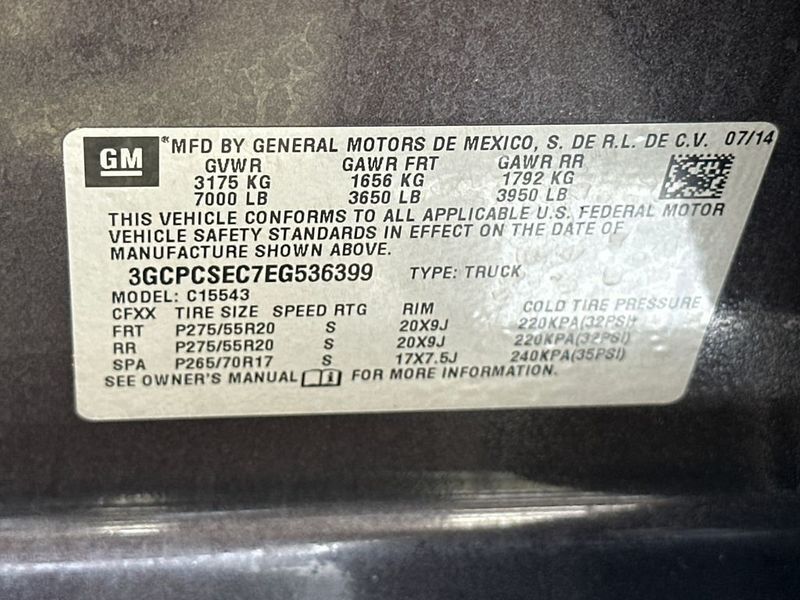 GM ®MFD BY GENERAL MOTORS DE MEXICO, S. DE R.L. DE C.V. 07/14
GVWR GAWR FRT GAWR RR
3175 KG 1656 KG 1792 KG
7000 LB 3650 LB 3950 LB
THIS VEHICLE CONFORMS TO ALL APPLICABLE U.S. FEDERAL MOTOR
VEHICLE SAFETY STANDARDS IN EFFECT ON THE DATE OF
MANUFACTURE SHOWN ABOVE.
3GCPCSEC7EG536399 TYPE: TRUCK
MODEL: C15543
CFXX TIRE SIZE SPEED RTG RIM COLD TIRE PRESSURE
FRT P275/55R20 S 20X9J 220KPA(32PSI)
RR P275/55R20 S 20X9J 220KPA(32PSI)
SPA P265/70R17 S 17X7.5J 240KPA(35PSI)
SEE OWNER'S MANUAL FOR MORE INFORMATION.